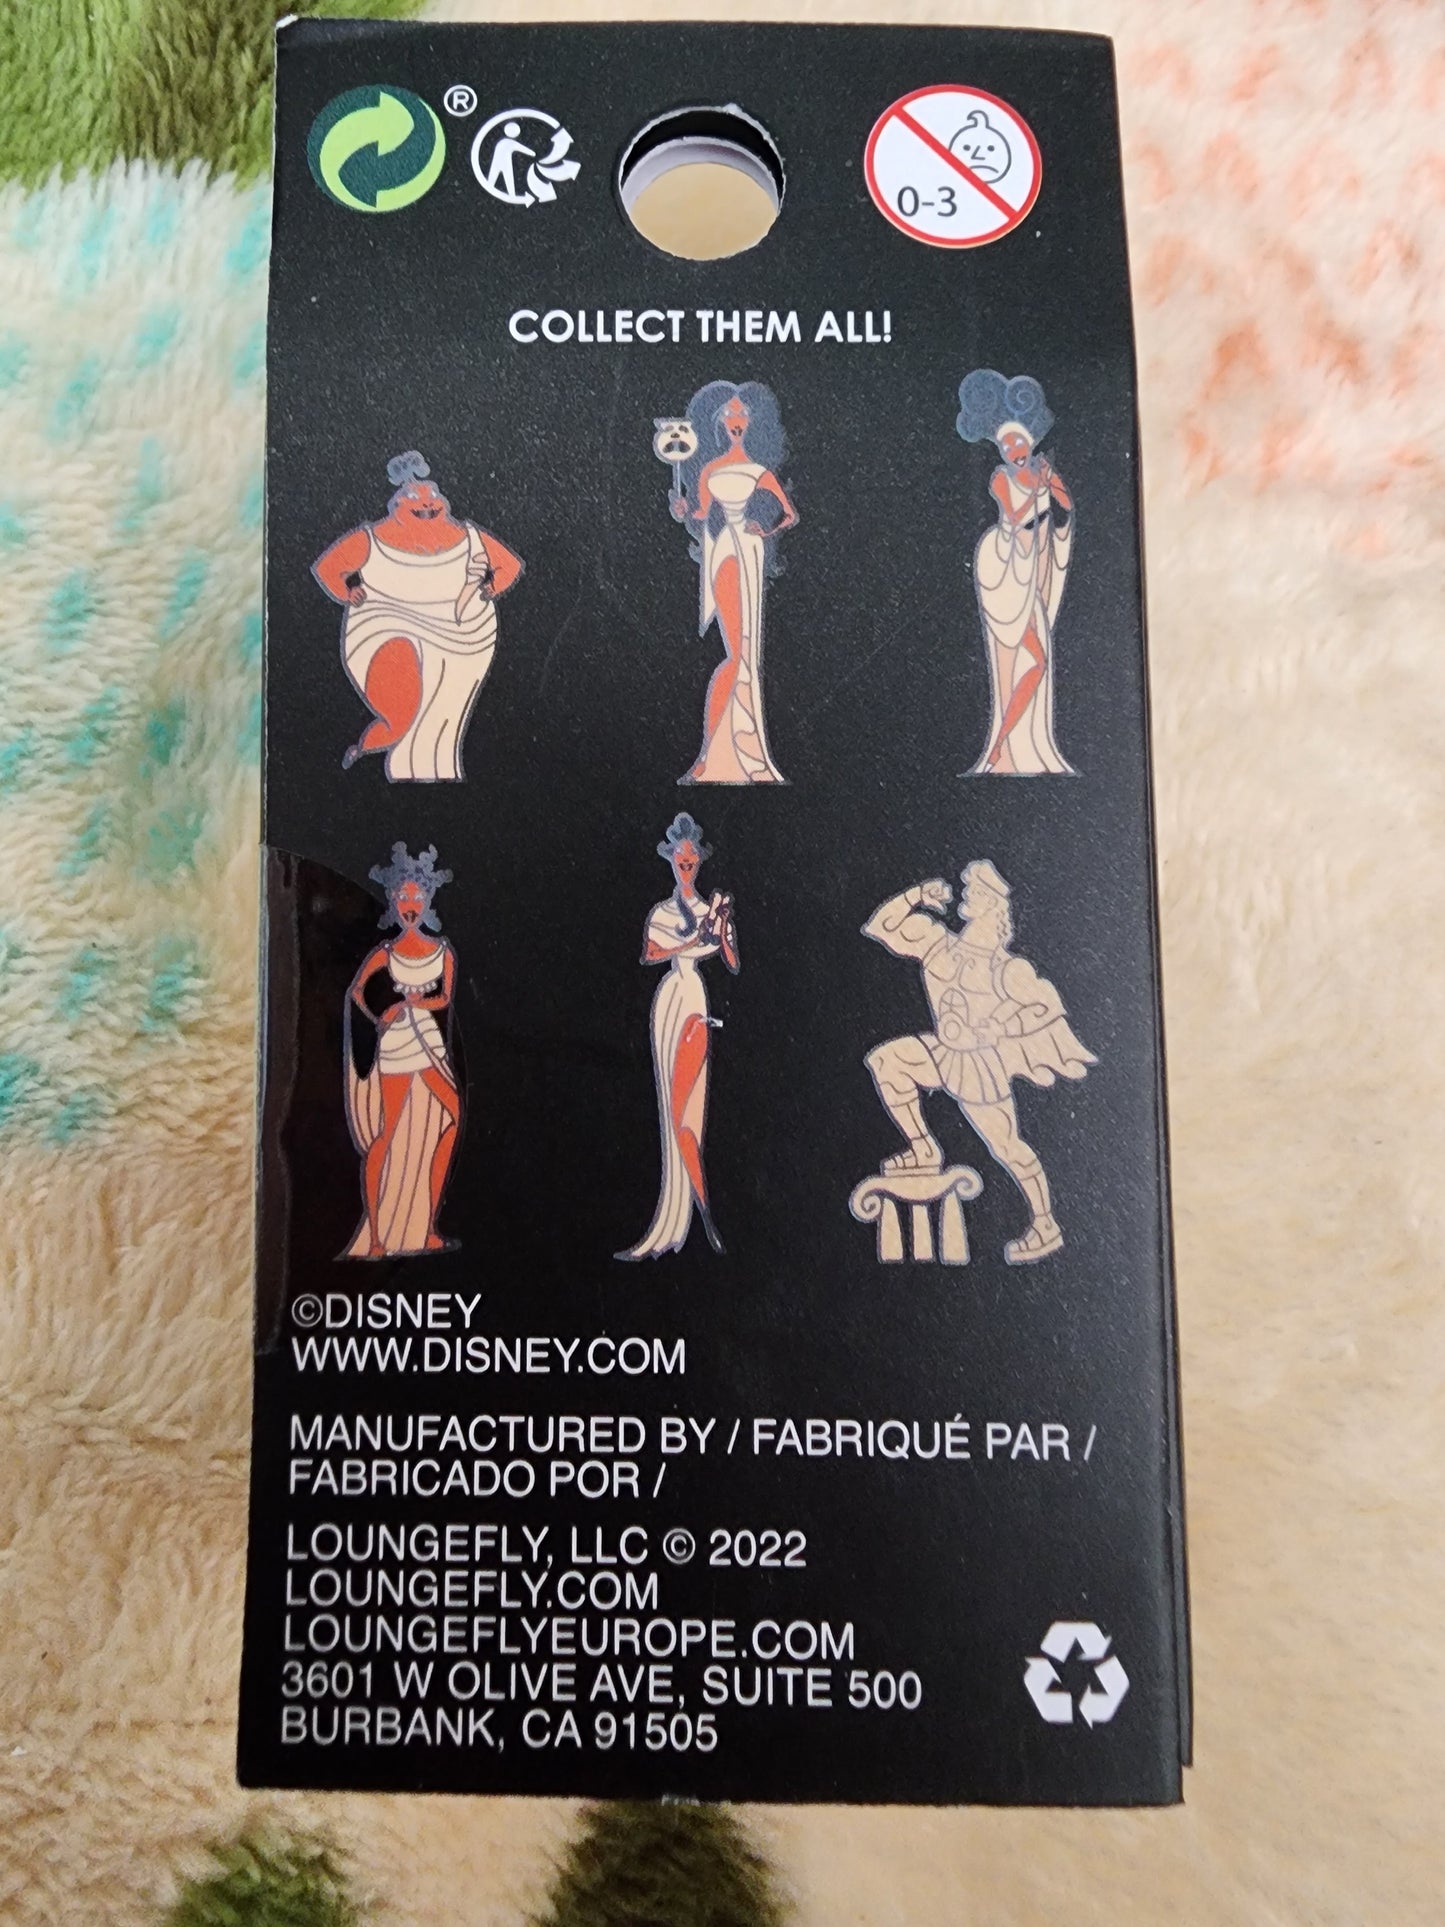 ®
0-3
COLLECT THEM ALL!
©DISNEY
WWW.DISNEY.COM
MANUFACTURED BY / FABRIQUÉ PAR /
FABRICADO POR /
LOUNGEFLY, LLC © 2022
LOUNGEFLY.COM
LOUNGEFLYEUROPE.COM
3601 W OLIVE AVE, SUITE 500
BURBANK, CA 91505